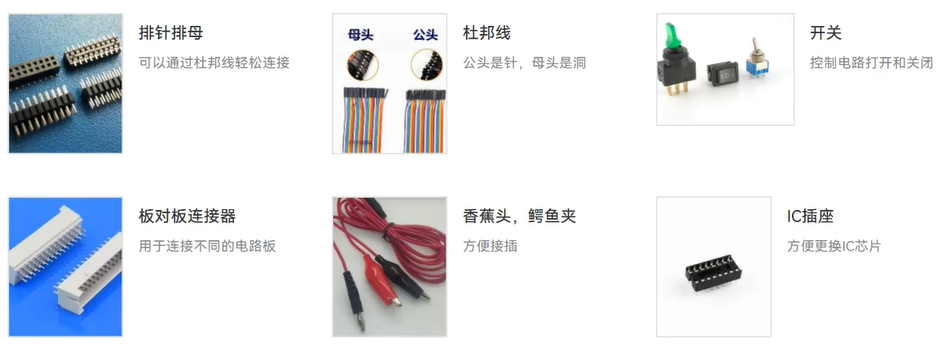 排针排母
可以通过杜邦线轻松连接
母头
公头
杜邦线
公头是针，母头是洞
开关
控制电路打开和关闭
板对板连接器
用于连接不同的电路板
香蕉头，鳄鱼夹
方便接插
IC插座
方便更换IC芯片